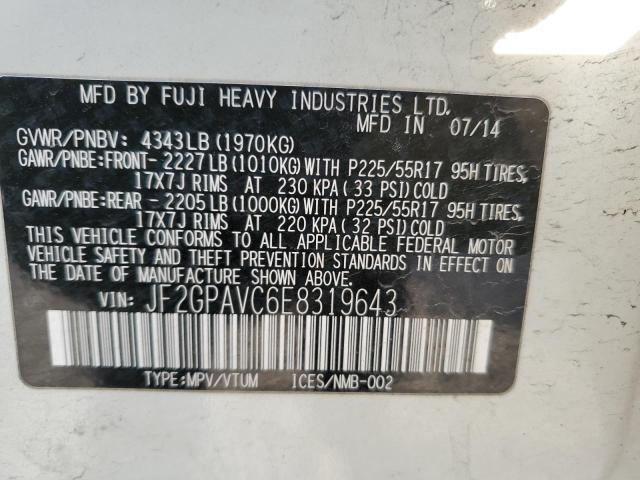 MFD BY FUJI HEAVY INDUSTRIES LTD.
MFD IN 07/14
GVWR/PNBV: 4343LB (1970KG)
GAWR/PNBE:FRONT- 2227LB(1010KG)WITH P225/55R17 95H TIRES,
17X7J RIMS AT 230 KPA( 33 PSI)COLD
GAWR/PNBE:REAR - 2205LB(1000KG)WITH P225/55R17 95H TIRES,
17X7J RIMS AT 220 KPA( 32 PSI)COLD
THIS VEHICLE CONFORMS TO ALL APPLICABLE FEDERAL MOTOR
VEHICLE SAFETY AND THEFT PREVENTION STANDARDS IN EFFECT ON
THE DATE OF MANUFACTURE SHOWN ABOVE.
VIN: JF2GPAVC6E8319643
TYPE:MPV/VTUM ICES/NMB-002